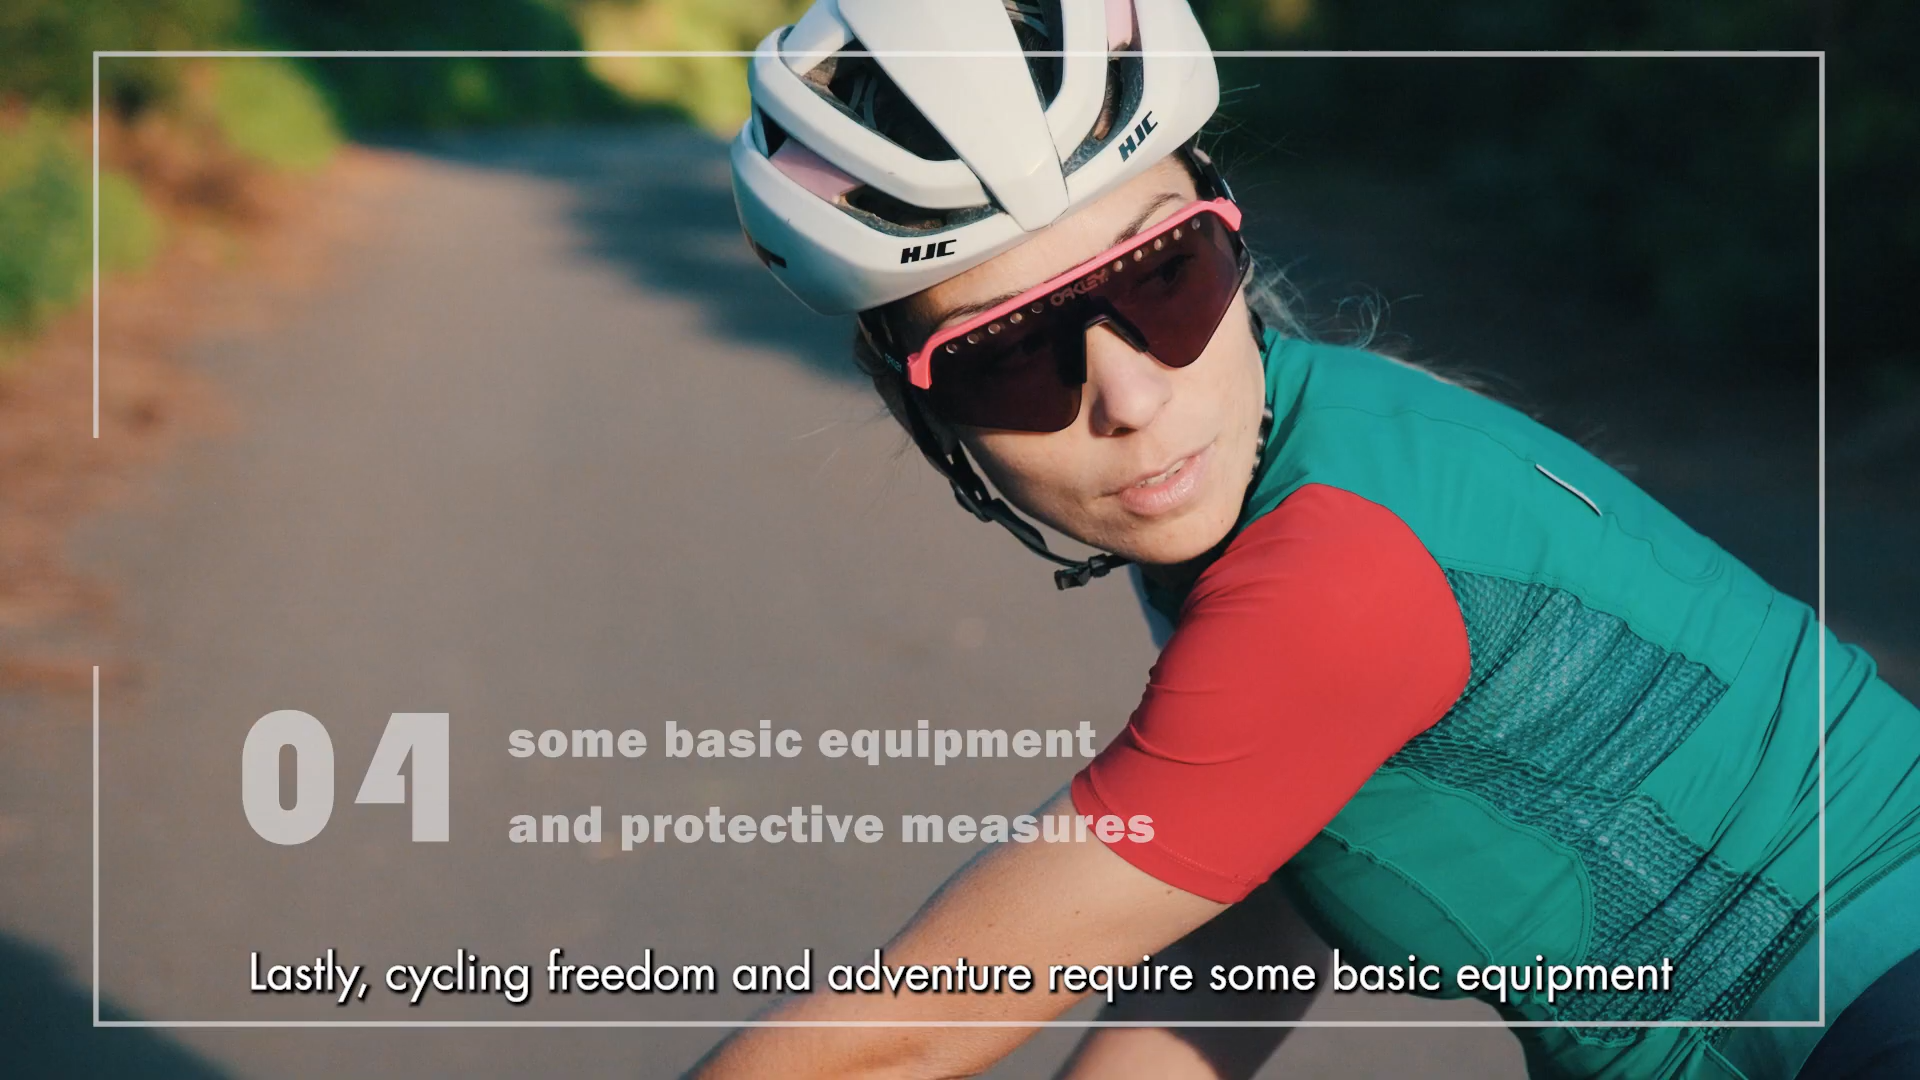 HJC
HJC
OAKLEY
04
some basic equipment
and protective measures
Lastly, cycling freedom and adventure require some basic equipment